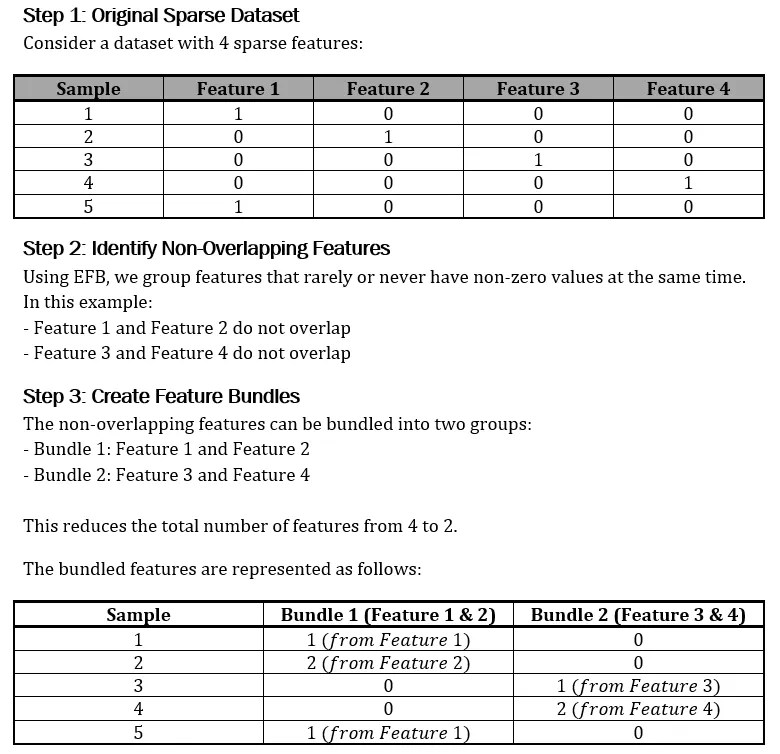 Step 1: Original Sparse Dataset
Consider a dataset with 4 sparse features:
Sample Feature 1 Feature 2 Feature 3 Feature 4
1 1 0 0 0
2 0 1 0 0
3 0 0 1 0
4 0 0 0 1
5 1 0 0 0
Step 2: Identify Non-Overlapping Features
Using EFB, we group features that rarely or never have non-zero values at the same time.
In this example:
- Feature 1 and Feature 2 do not overlap
- Feature 3 and Feature 4 do not overlap
Step 3: Create Feature Bundles
The non-overlapping features can be bundled into two groups:
- Bundle 1: Feature 1 and Feature 2
- Bundle 2: Feature 3 and Feature 4
This reduces the total number of features from 4 to 2.
The bundled features are represented as follows:
Sample Bundle 1 (Feature 1 & 2) Bundle 2 (Feature 3 & 4)
1 1 (from Feature 1) 0
2 2 (from Feature 2) 0
3 0 1 (from Feature 3)
4 0 2 (from Feature 4)
5 1 (from Feature 1) 0